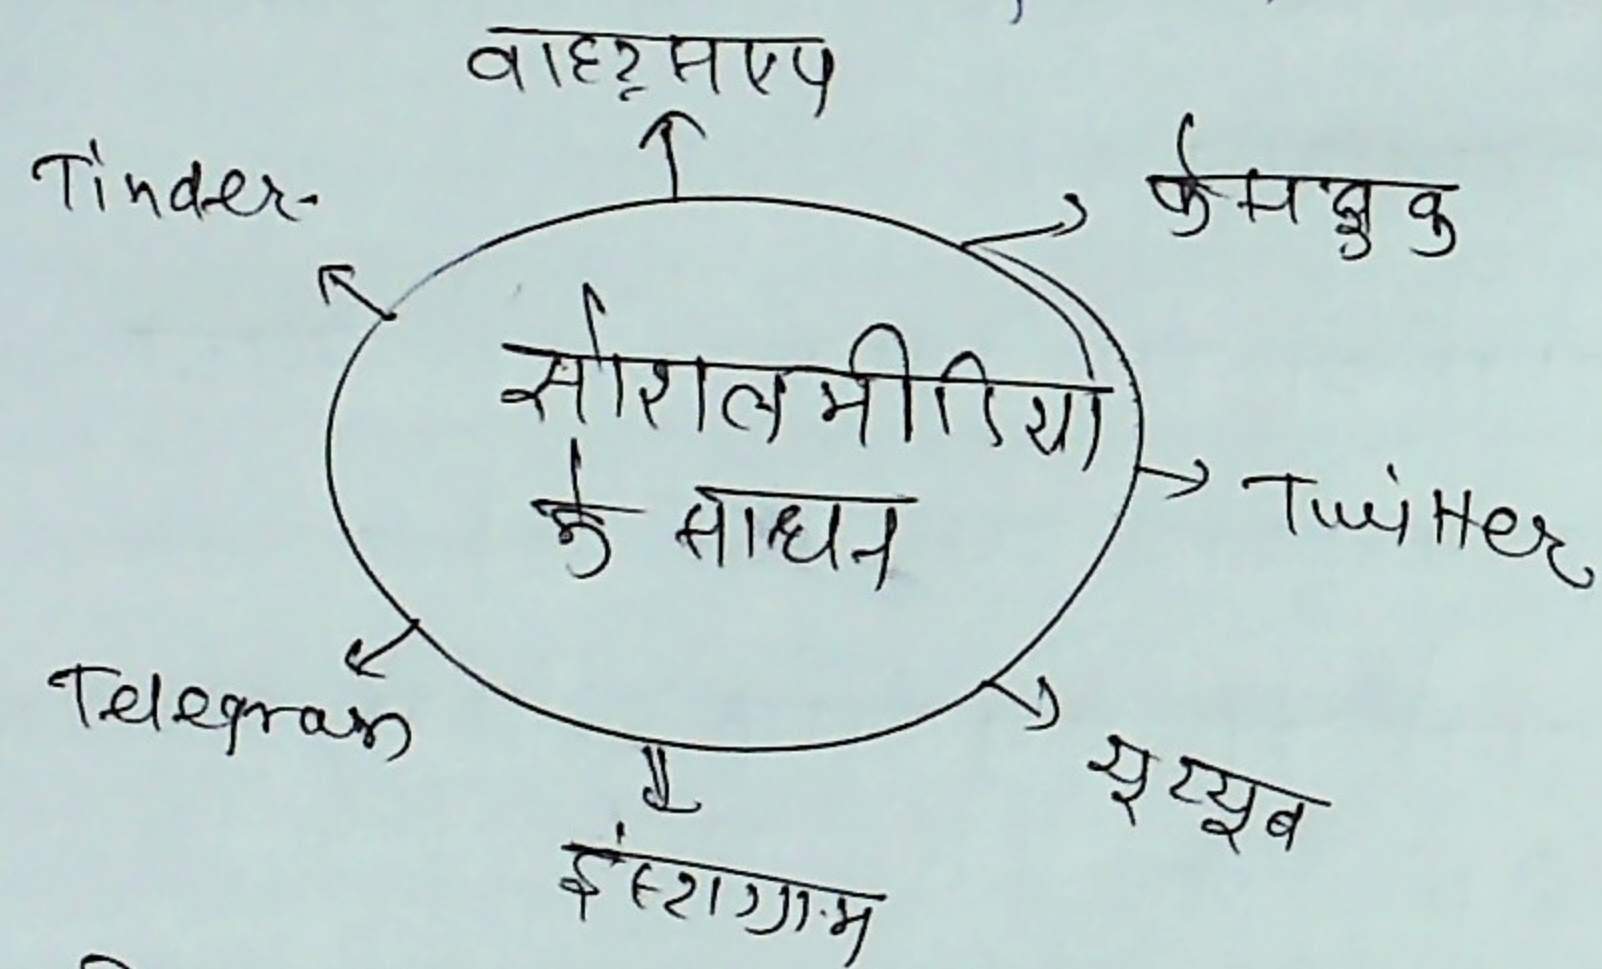 वाट्सएप
Tinder
फेसबुक
सोशल मीडिया
के साधन
Twitter
Telegram
यूट्यूब
इंस्टाग्राम